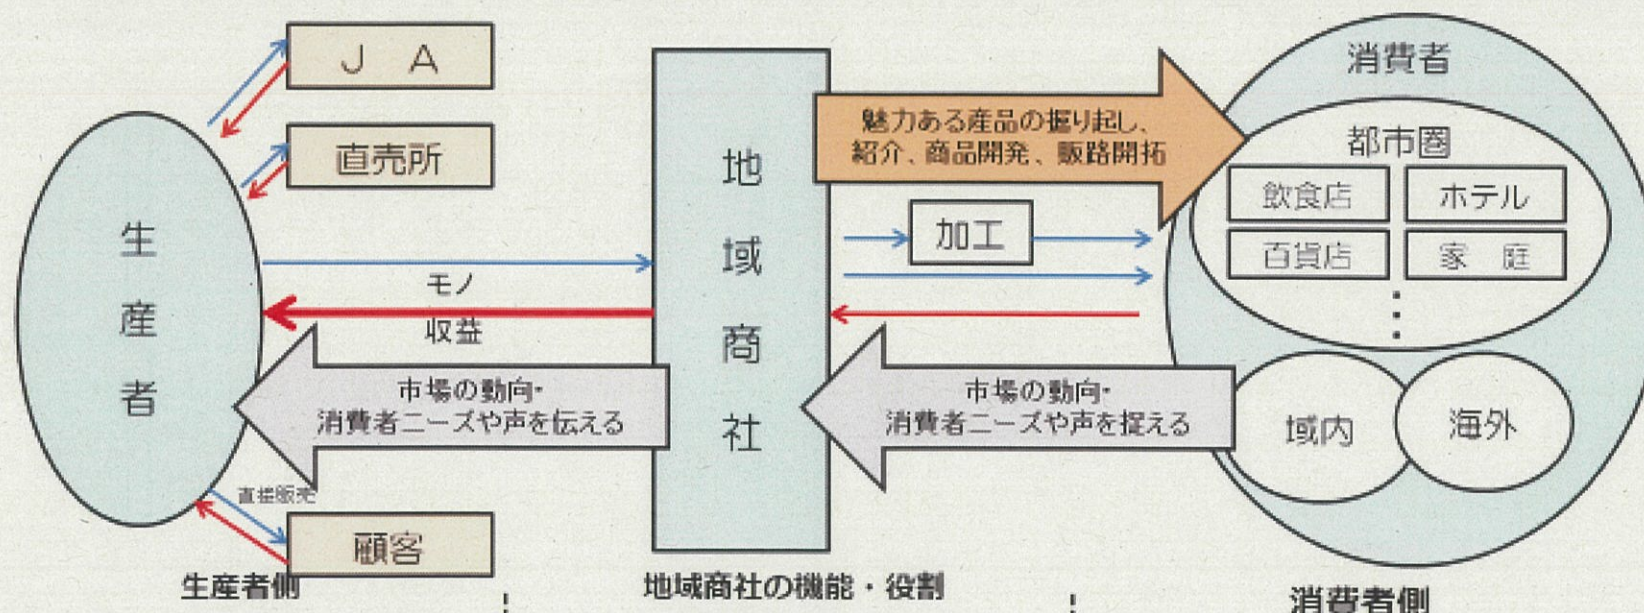 J A
直売所
生産者
モノ
収益
市場の動向・
消費者ニーズや声を伝える
直接販売
顧客
生産者側
地域商社
地域商社の機能・役割
魅力ある産品の掘り起し、
紹介、商品開発、販路開拓
加工
市場の動向・
消費者ニーズや声を捉える
消費者
都市圏
飲食店
ホテル
百貨店
家 庭
域内
海外
消費者側